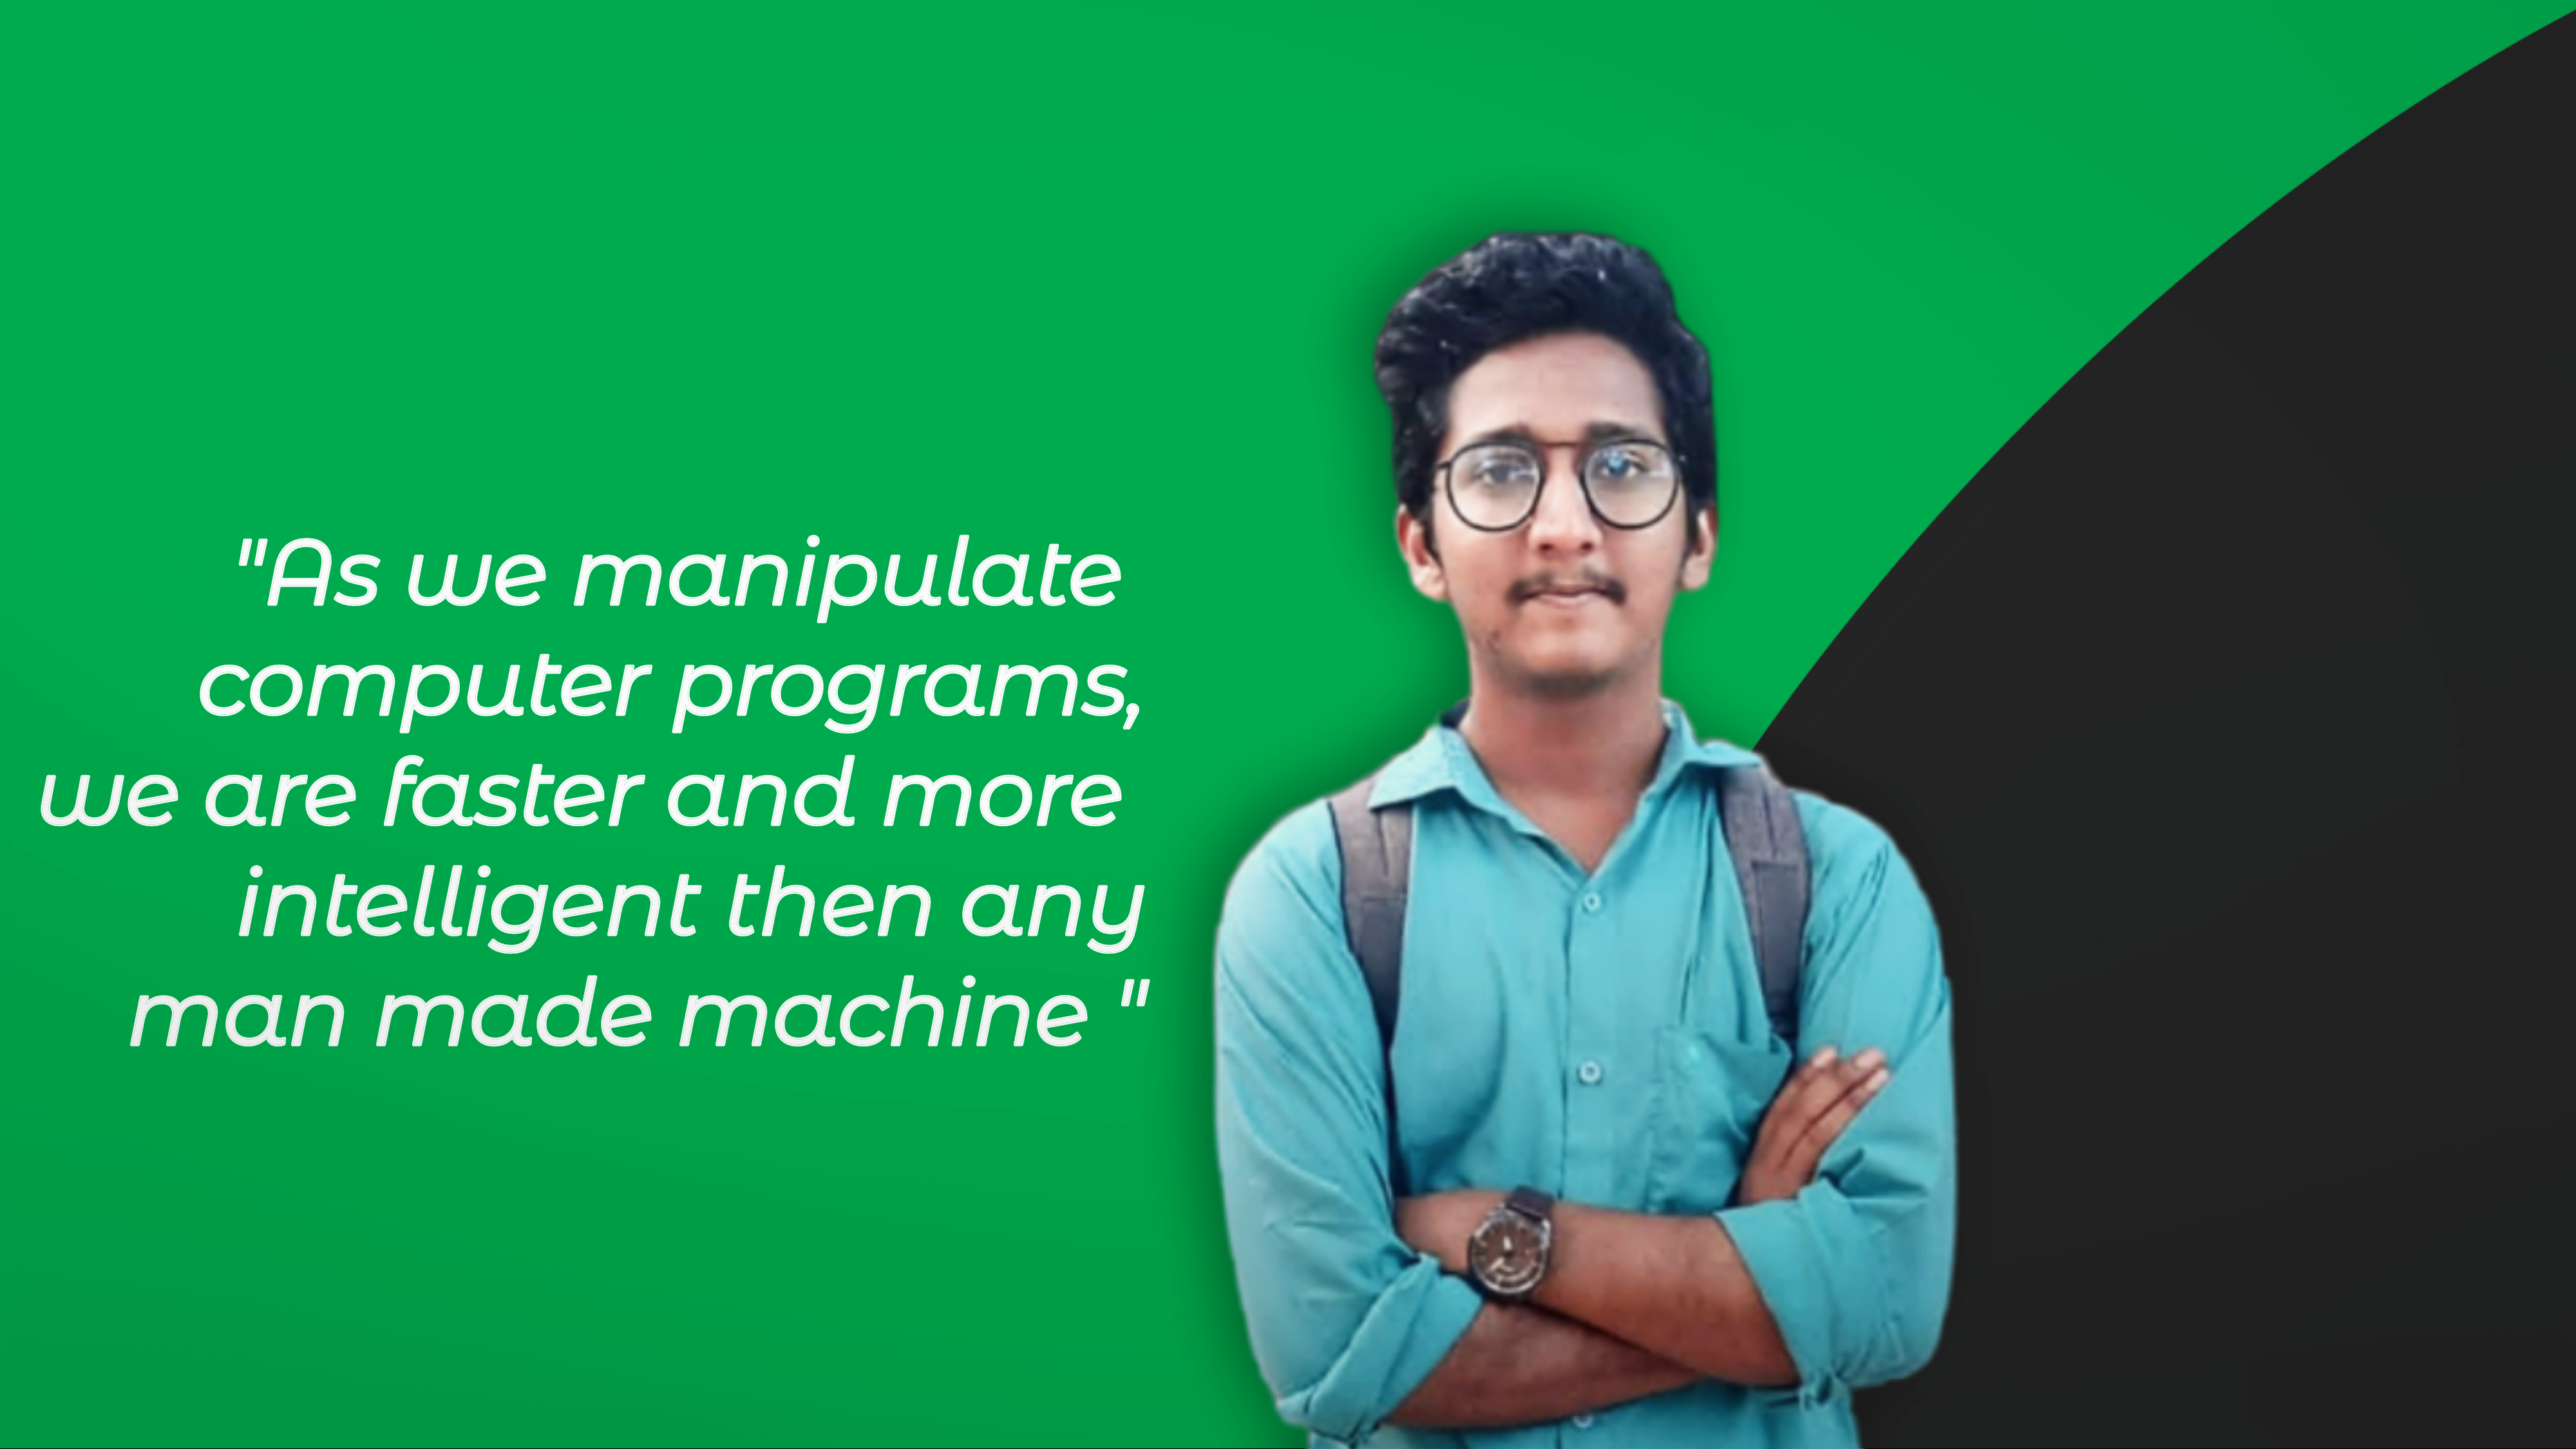 "As we manipulate
computer programs,
we are faster and more
intelligent then any
man made machine "